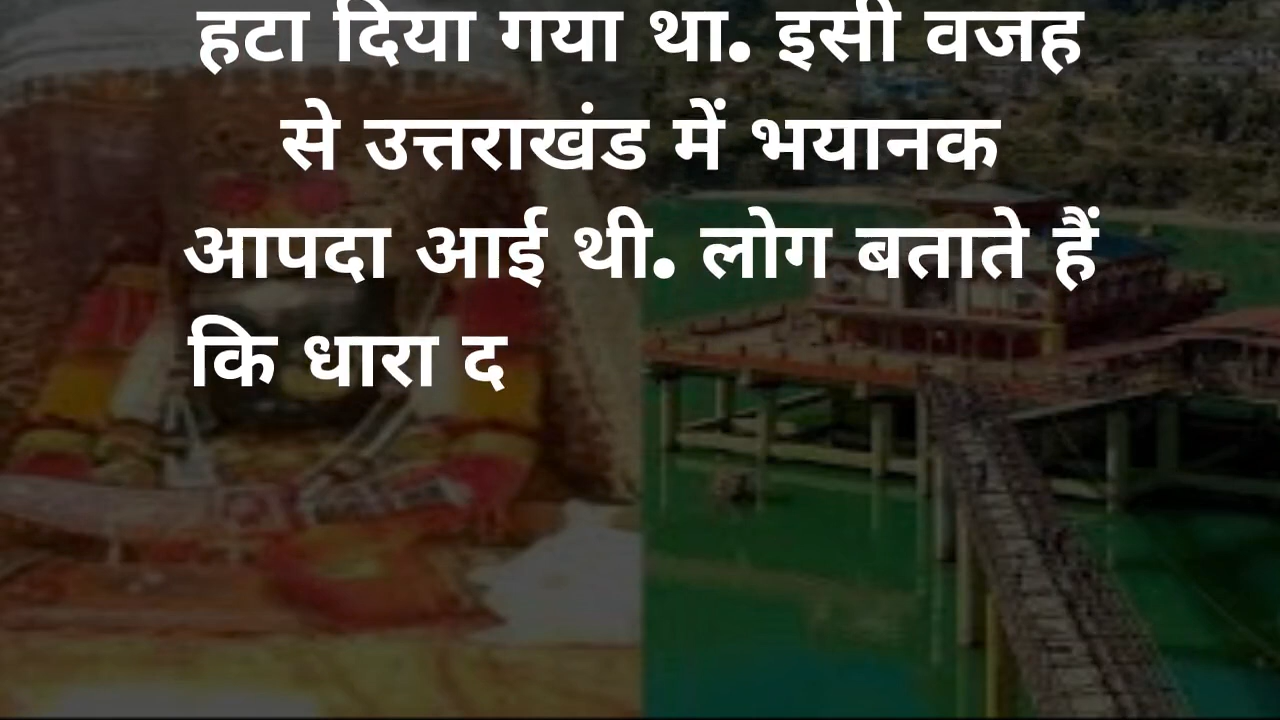 हटा दिया गया था. इसी वजह
से उत्तराखंड में भयानक
आपदा आई थी. लोग बताते हैं
कि धारा द